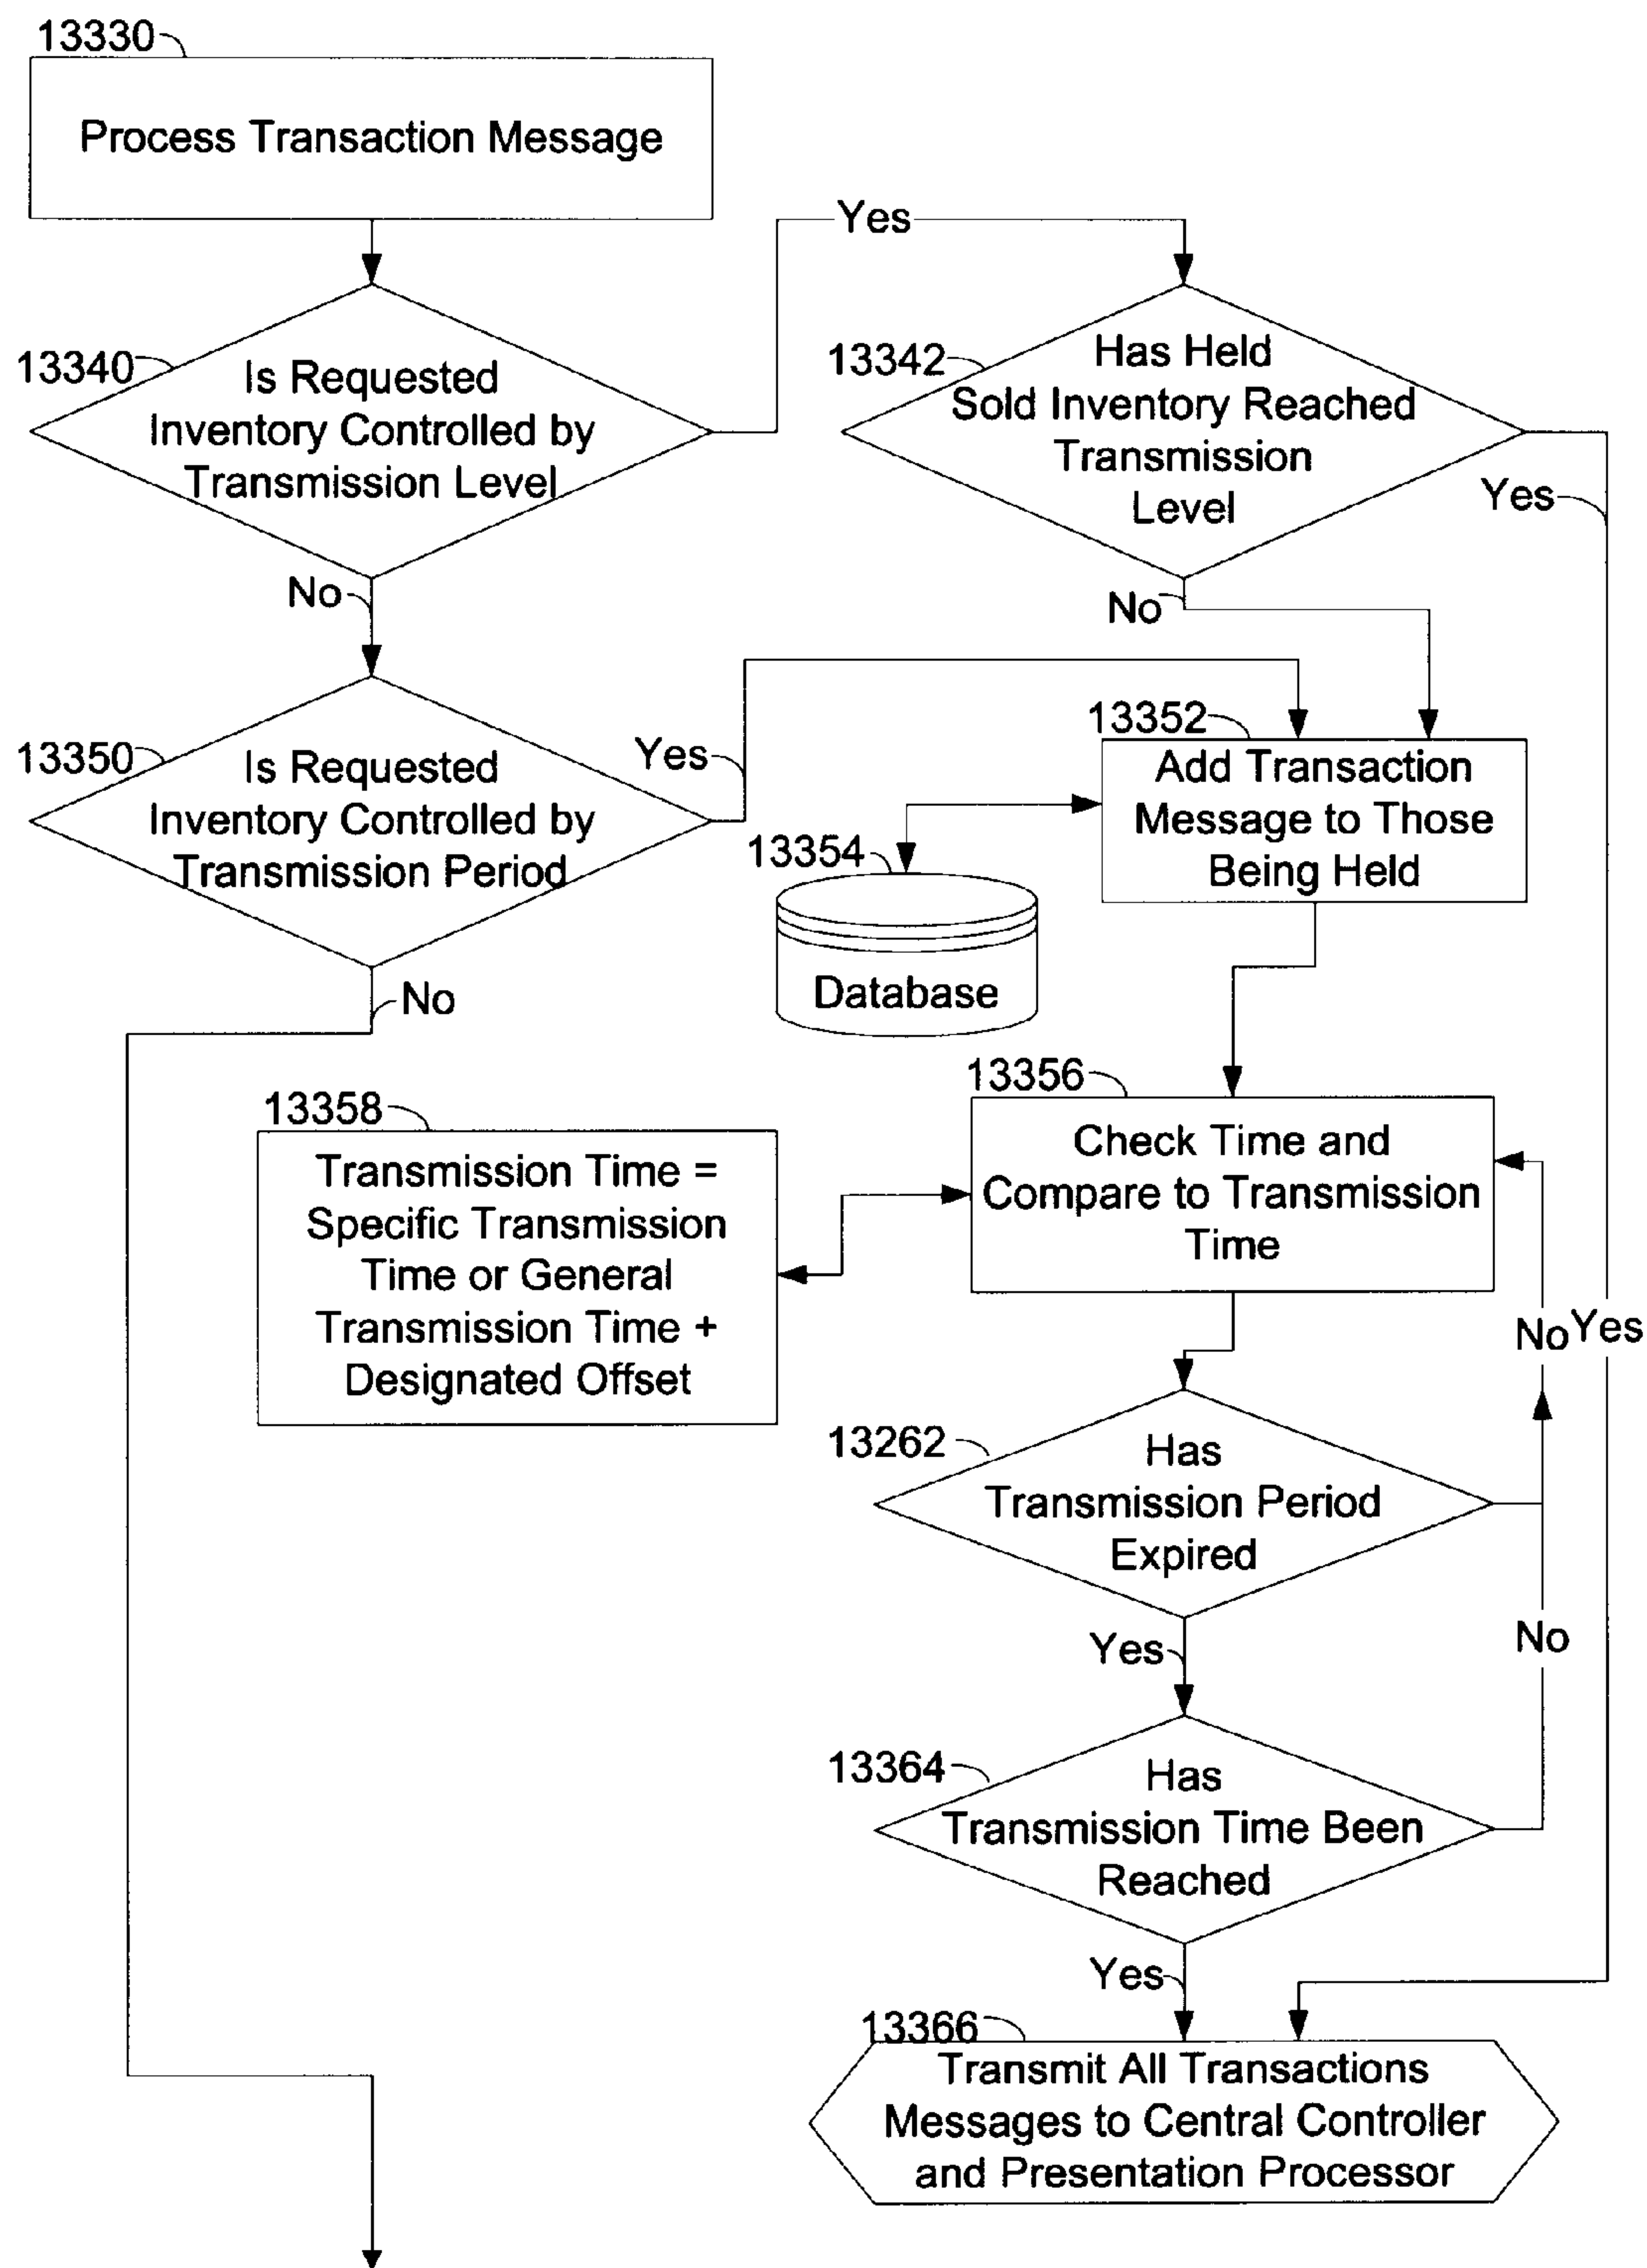 13330
Process Transaction Message
Yes
13340
Is Requested
Inventory Controlled by
Transmission Level
13342
Has Held
Sold Inventory Reached
Transmission
Level
Yes
No
No
13350
Is Requested
Inventory Controlled by
Transmission Period
Yes
13352
Add Transaction
Message to Those
Being Held
13354
Database
No
13356
Check Time and
Compare to Transmission
Time
13358
Transmission Time =
Specific Transmission
Time or General
Transmission Time +
Designated Offset
No
Yes
13262
Has
Transmission Period
Expired
No
Yes
13364
Has
Transmission Time Been
Reached
Yes
13366
Transmit All Transactions
Messages to Central Controller
and Presentation Processor